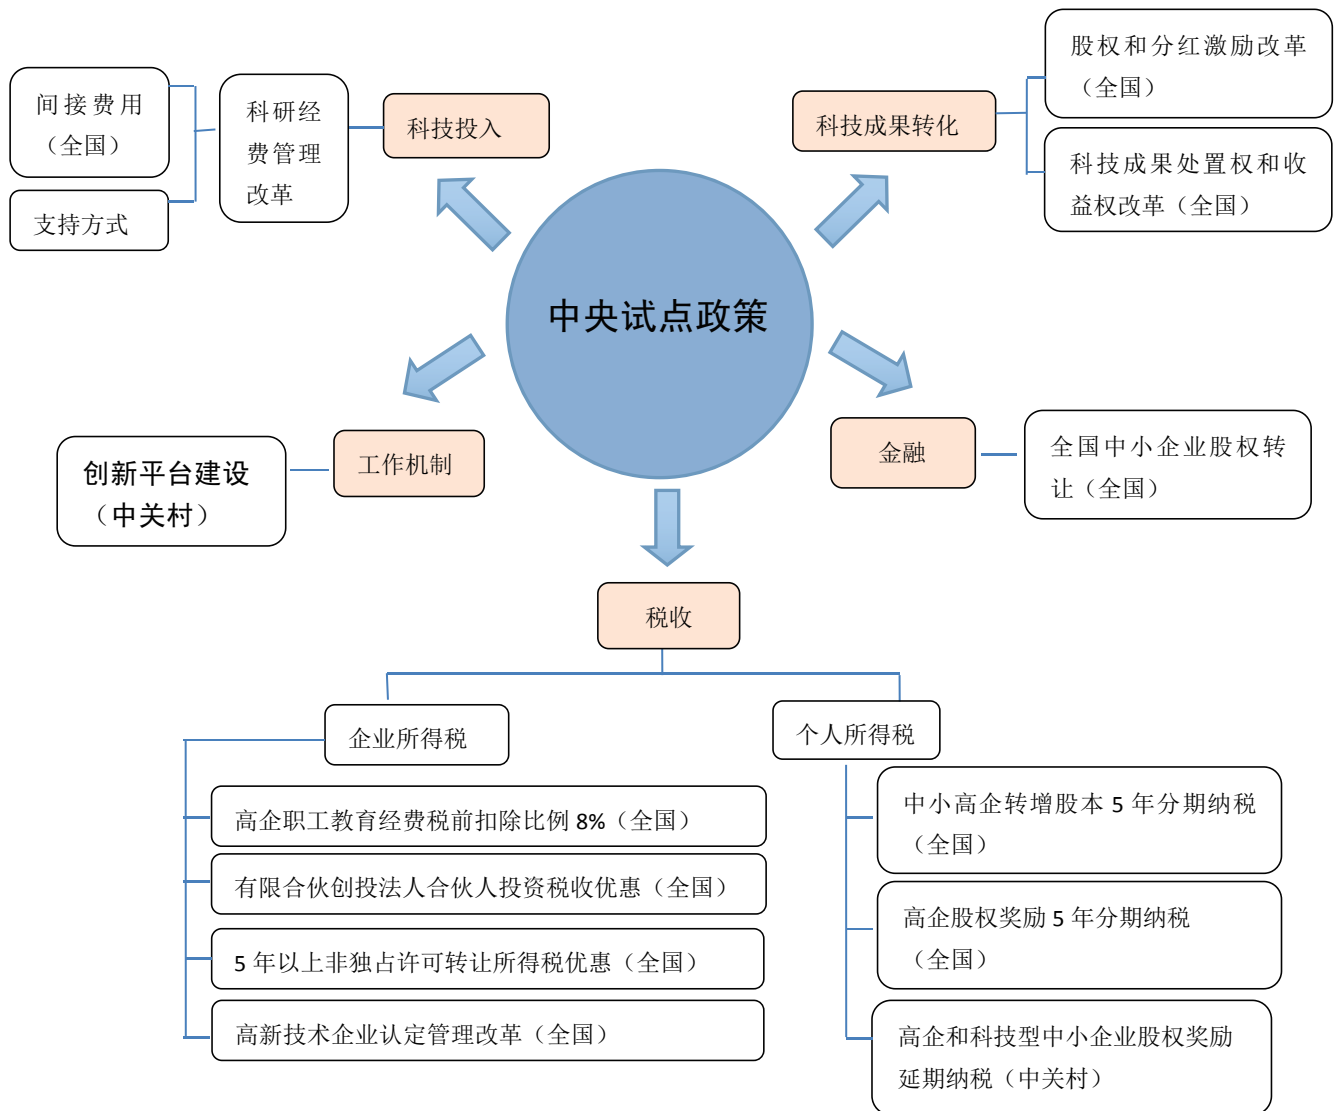 间接费用
（全国）
支持方式
科研经
费管理
改革
科技投入
科技成果转化
股权和分红激励改革
（全国）
科技成果处置权和收
益权改革（全国）
中央试点政策
创新平台建设
（中关村）
工作机制
金融
全国中小企业股权转
让（全国）
税收
企业所得税
高企职工教育经费税前扣除比例 8%（全国）
有限合伙创投法人合伙人投资税收优惠（全国）
5 年以上非独占许可转让所得税优惠（全国）
高新技术企业认定管理改革（全国）
个人所得税
中小高企转增股本 5 年分期纳税
（全国）
高企股权奖励 5 年分期纳税
（全国）
高企和科技型中小企业股权奖励
延期纳税（中关村）